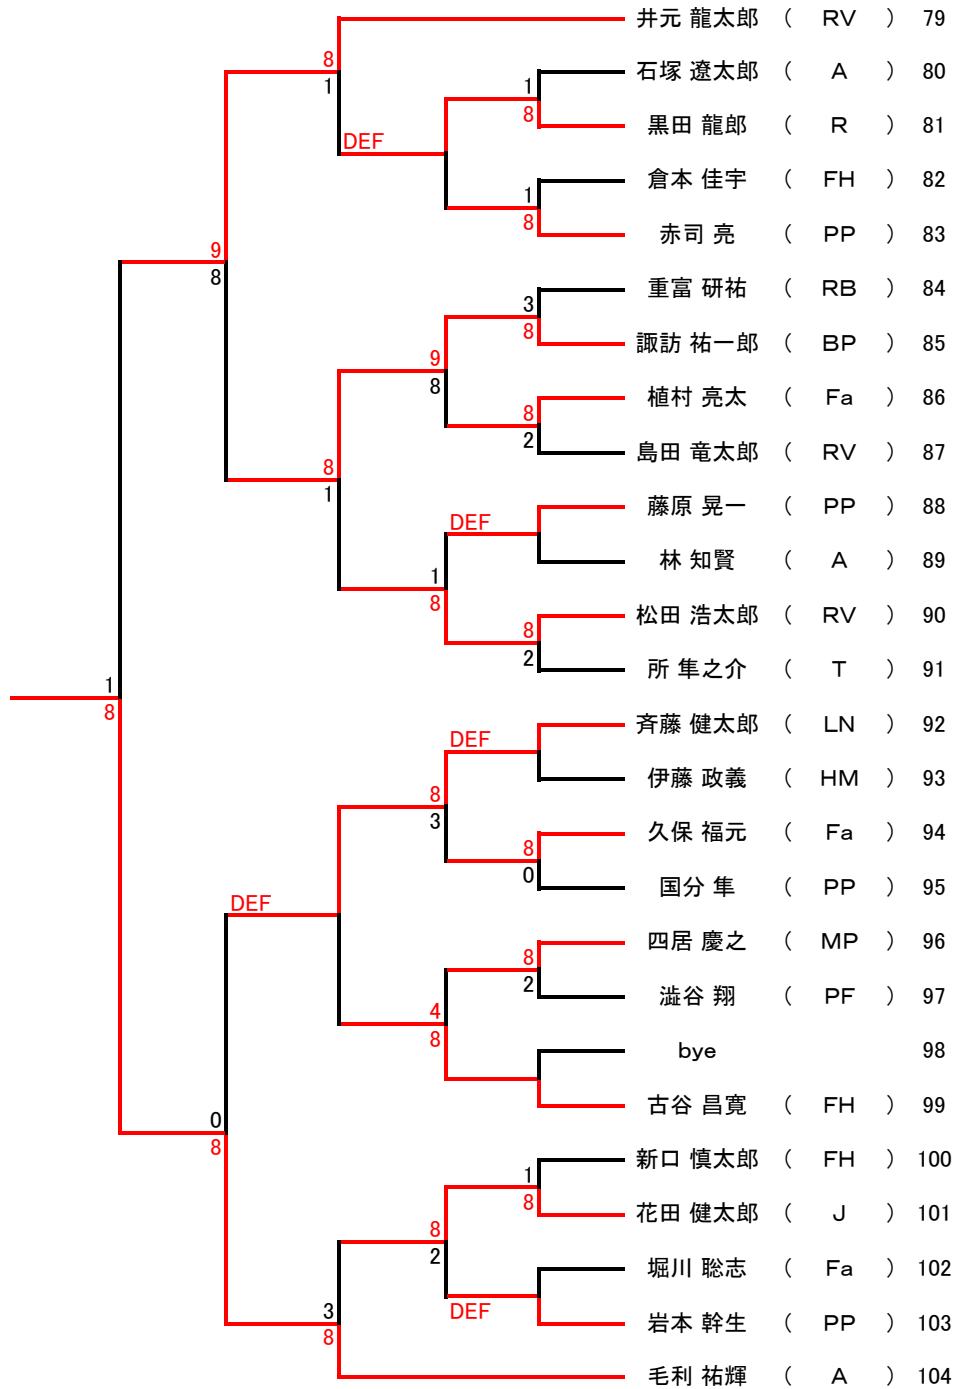 井元 龍太郎 ( RV ) 79
8
石塚 遼太郎 ( A ) 80
1 1
黒田 龍郎 ( R ) 81
8
DEF
倉本 佳宇 ( FH ) 82
1
8
赤司 亮 ( PP ) 83
9
8
重富 研祐 ( RB ) 84
3
8
諏訪 祐一郎 ( BP ) 85
9
8
植村 亮太 ( Fa ) 86
8
2
島田 竜太郎 ( RV ) 87
8
1
藤原 晃一 ( PP ) 88
DEF
林 知賢 ( A ) 89
1
8
松田 浩太郎 ( RV ) 90
8
2
所 隼之介 ( T ) 91
1
8
斉藤 健太郎 ( LN ) 92
DEF
伊藤 政義 ( HM ) 93
8
3
久保 福元 ( Fa ) 94
8
0
国分 隼 ( PP ) 95
DEF
四居 慶之 ( MP ) 96
8
2
澁谷 翔 ( PF ) 97
4
8
bye 98
古谷 昌寛 ( FH ) 99
0
8
新口 慎太郎 ( FH ) 100
1
8
花田 健太郎 ( J ) 101
8
2
堀川 聡志 ( Fa ) 102
3 DEF
岩本 幹生 ( PP ) 103
8
毛利 祐輝 ( A ) 104